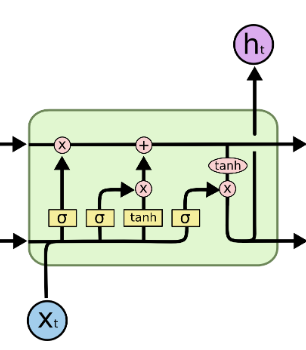 ht
x +
tanh
x x
σ σ tanh σ
Xt